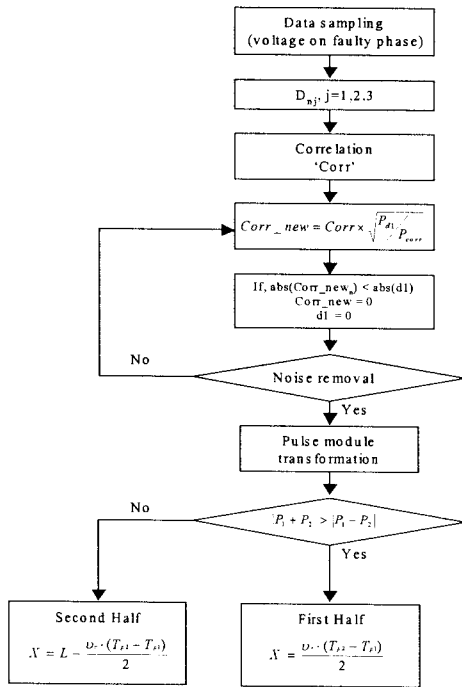 Data sampling
(voltage on faulty phase)
D_nj, j=1,2,3
Correlation
'Corr'
Corr_new = Corr × √(P_d1 / P_corr)
If, abs(Corr_new_n) < abs(d1)
Corr_new = 0
d1 = 0
No
Noise removal
Yes
Pulse module
transformation
No
|P_1 + P_2 > |P_1 − P_2|
Yes
Second Half
First Half